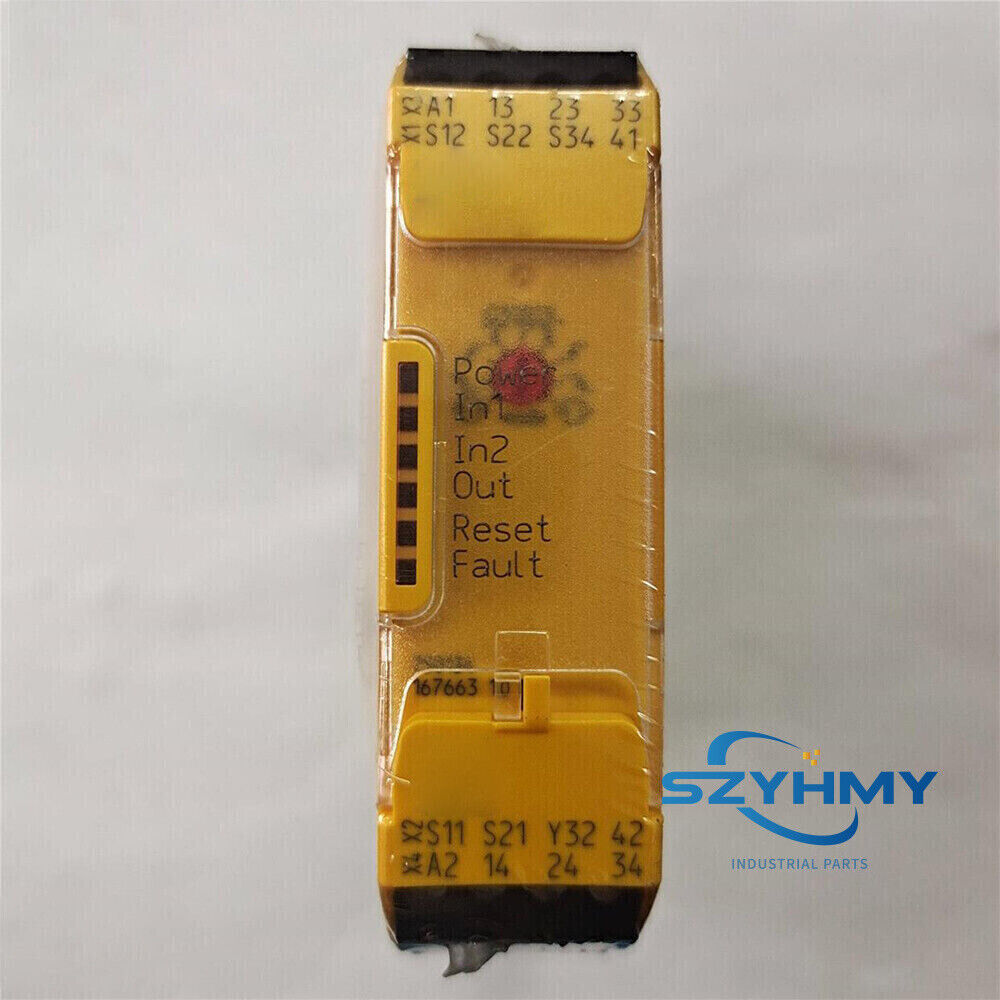 X3 A1 13 23 33
X1 S12 S22 S34 41
Power
In1
In2
Out
Reset
Fault
167663 10
SZYHMY
INDUSTRIAL PARTS
X2 S11 S21 Y32 42
X4 A2 14 24 34